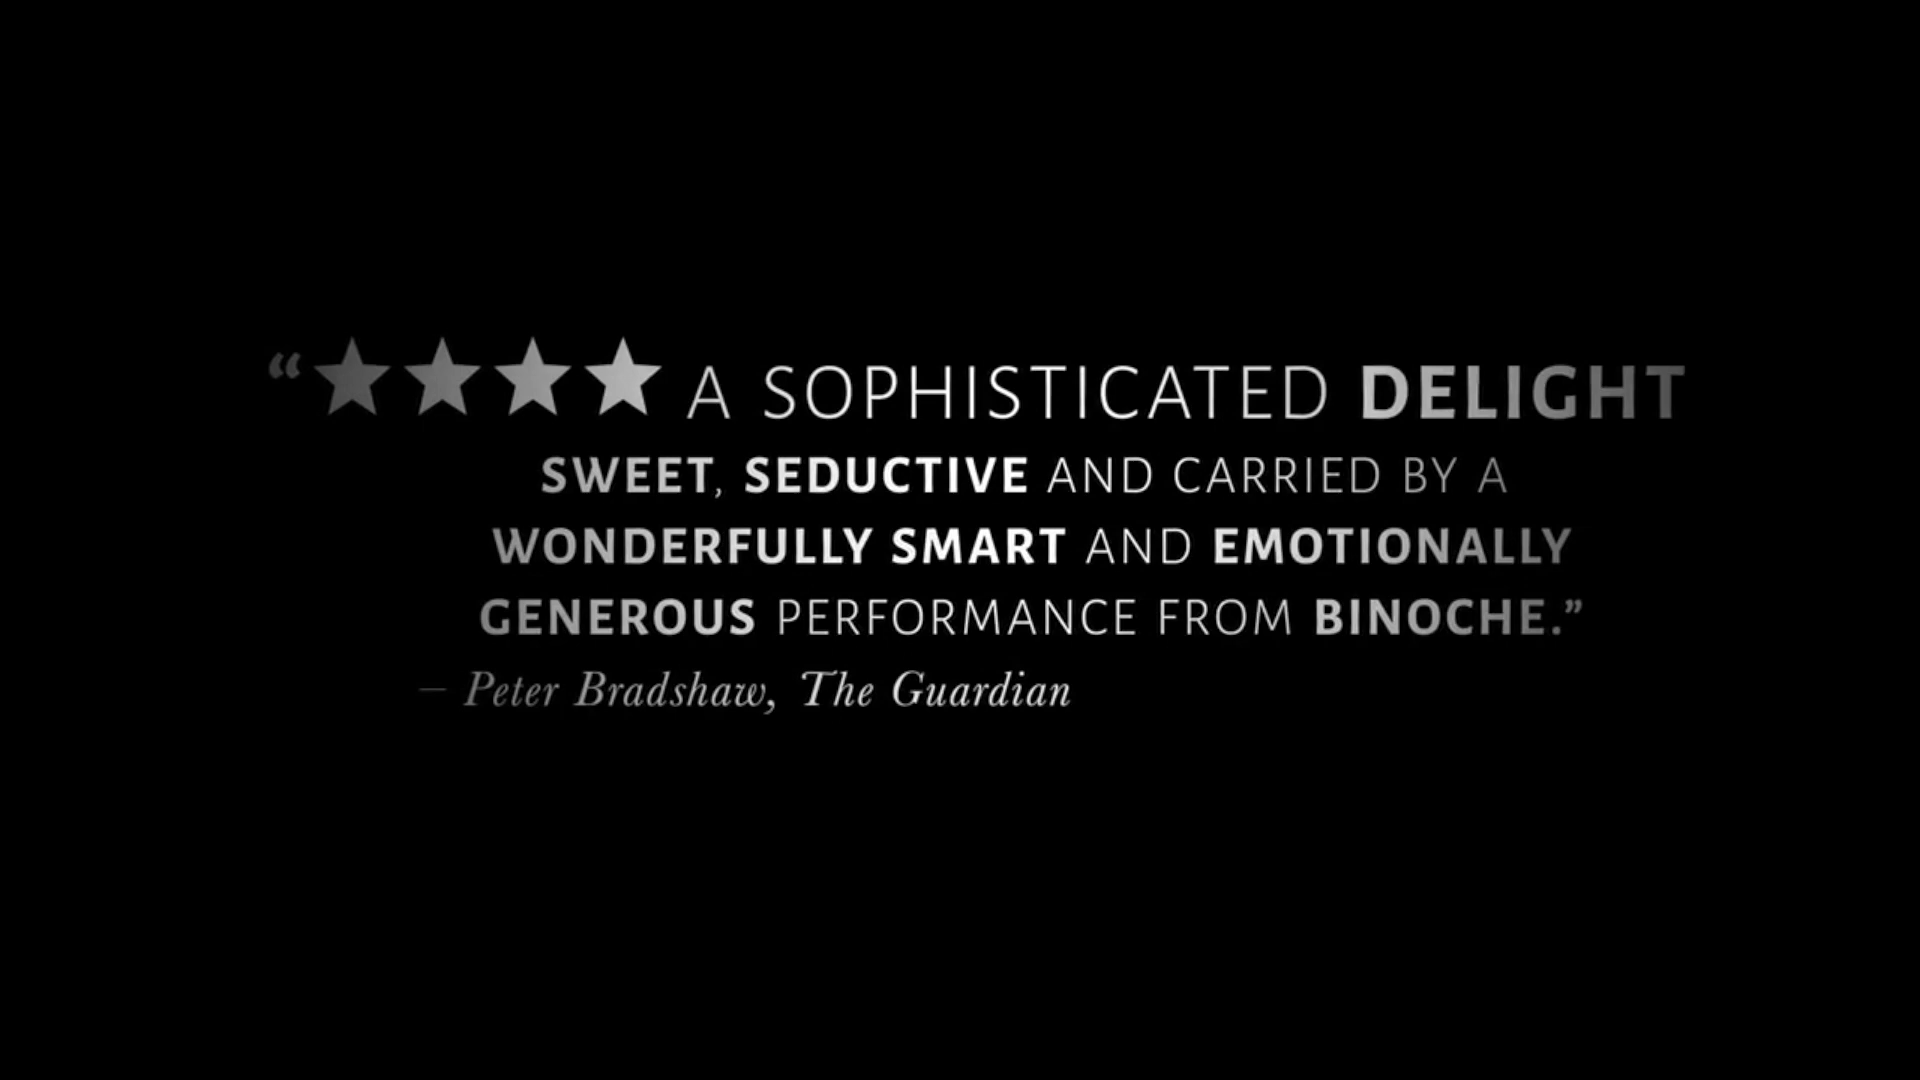 “★★★★ A SOPHISTICATED DELIGHT
SWEET, SEDUCTIVE AND CARRIED BY A
WONDERFULLY SMART AND EMOTIONALLY
GENEROUS PERFORMANCE FROM BINOCHE.”
– Peter Bradshaw, The Guardian